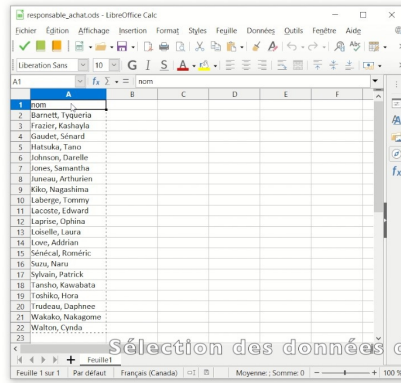 responsable_achat.ods - LibreOffice Calc
Fichier Édition Affichage Insertion Format Styles Feuille Données Outils Fenêtre Aide
Liberation Sans 10 G I S A
A1 fx Σ = nom
A B C D E F
1 nom
2 Barnett, Tyqueria
3 Frazier, Kashayla
4 Gaudet, Sénard
5 Hatsuka, Tano
6 Johnson, Darelle
7 Jones, Samantha
8 Juneau, Arthurien
9 Kiko, Nagashima
10 Laberge, Tommy
11 Lacoste, Edward
12 Laprise, Ophina
13 Loiselle, Laura
14 Love, Addrian
15 Sénécal, Roméric
16 Suzu, Naru
17 Sylvain, Patrick
18 Tansho, Kawabata
19 Toshiko, Hora
20 Trudeau, Daphnee
21 Wakako, Nakagome
22 Walton, Cynda
23
Sélection des données
Feuille1
Feuille 1 sur 1 Par défaut Français (Canada) Moyenne: ; Somme: 0 100 %